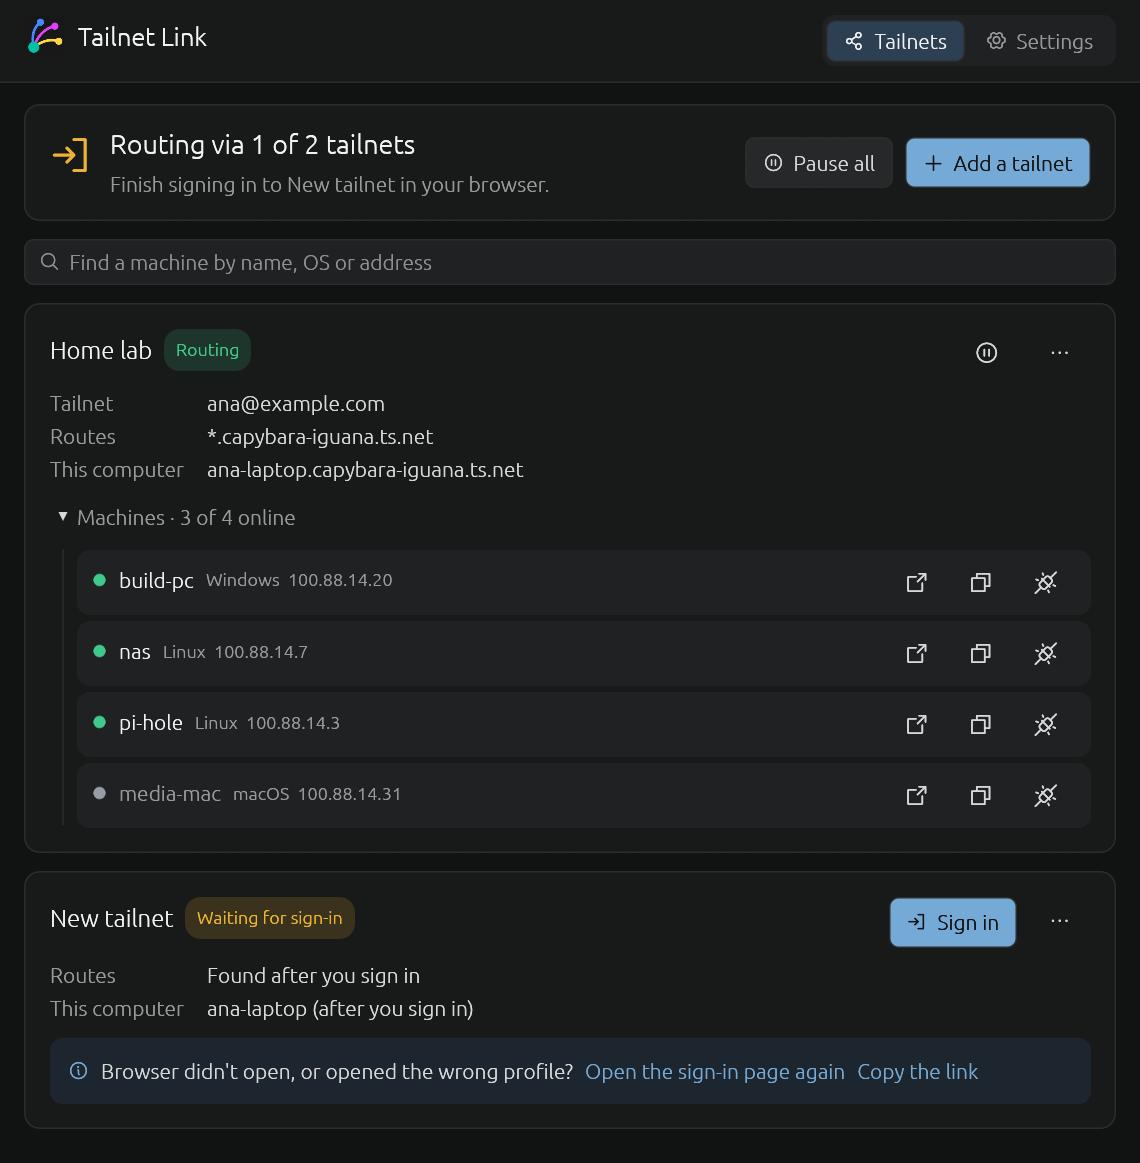 Tailnet Link
Tailnets
Settings
Routing via 1 of 2 tailnets
Finish signing in to New tailnet in your browser.
Pause all
Add a tailnet
Find a machine by name, OS or address
Home lab
Routing
Tailnet ana@example.com
Routes *.capybara-iguana.ts.net
This computer ana-laptop.capybara-iguana.ts.net
Machines · 3 of 4 online
build-pc Windows 100.88.14.20
nas Linux 100.88.14.7
pi-hole Linux 100.88.14.3
media-mac macOS 100.88.14.31
New tailnet
Waiting for sign-in
Sign in
Routes Found after you sign in
This computer ana-laptop (after you sign in)
Browser didn't open, or opened the wrong profile? Open the sign-in page again Copy the link